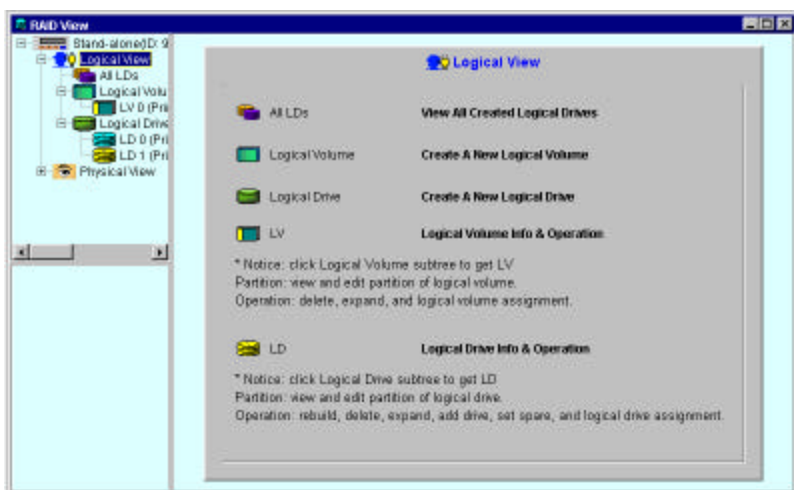 RAID View
Stand-alone(ID: 9
Logical View
All LDs
Logical Volu
LV 0 (Pri
Logical Drive
LD 0 (Pri
LD 1 (Pri
Physical View
Logical View
All LDs View All Created Logical Drives
Logical Volume Create A New Logical Volume
Logical Drive Create A New Logical Drive
LV Logical Volume Info & Operation
* Notice: click Logical Volume subtree to get LV
Partition: view and edit partition of logical volume.
Operation: delete, expand, and logical volume assignment.
LD Logical Drive Info & Operation
* Notice: click Logical Drive subtree to get LD
Partition: view and edit partition of logical drive.
Operation: rebuild, delete, expand, add drive, set spare, and logical drive assignment.